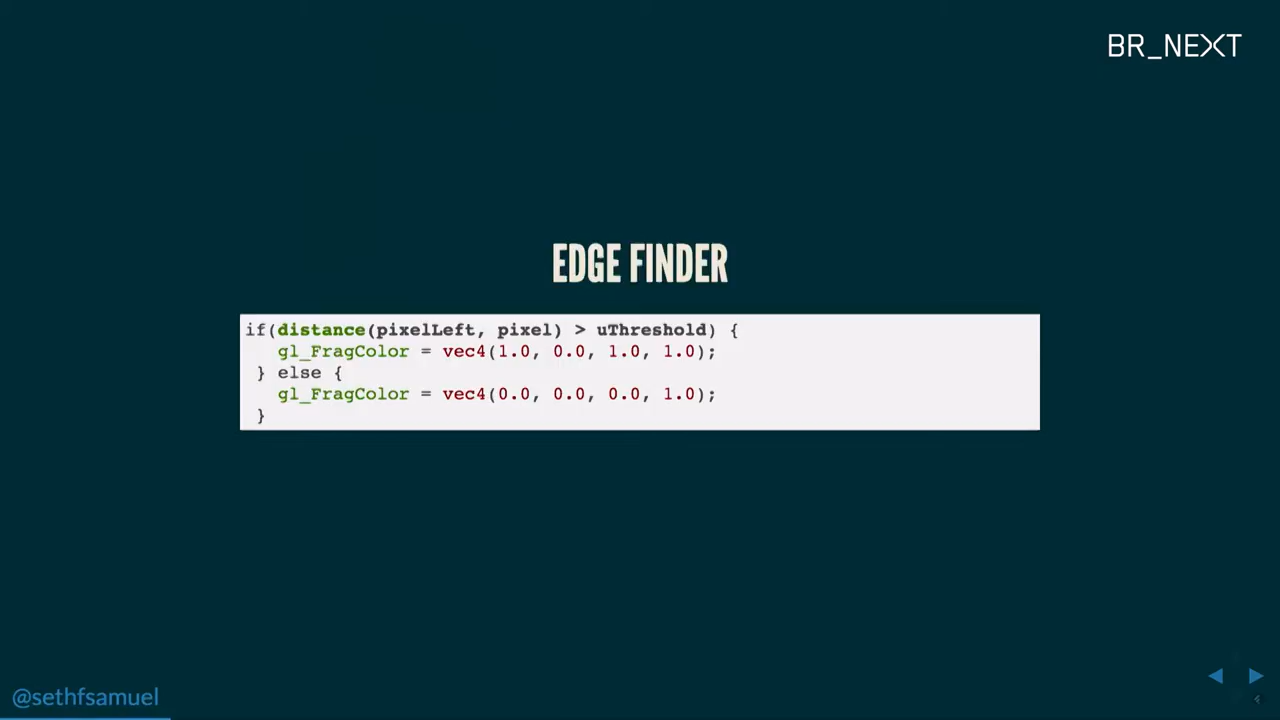 BR_NEXT
EDGE FINDER
if(distance(pixelLeft, pixel) > uThreshold) {
   gl_FragColor = vec4(1.0, 0.0, 1.0, 1.0);
 } else {
   gl_FragColor = vec4(0.0, 0.0, 0.0, 1.0);
 }
@sethfsamuel